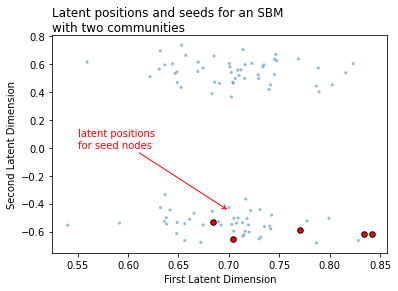 Latent positions and seeds for an SBM
with two communities
0.8
0.6
0.4
0.2
0.0
−0.2
−0.4
−0.6
Second Latent Dimension
latent positions
for seed nodes
0.55 0.60 0.65 0.70 0.75 0.80 0.85
First Latent Dimension